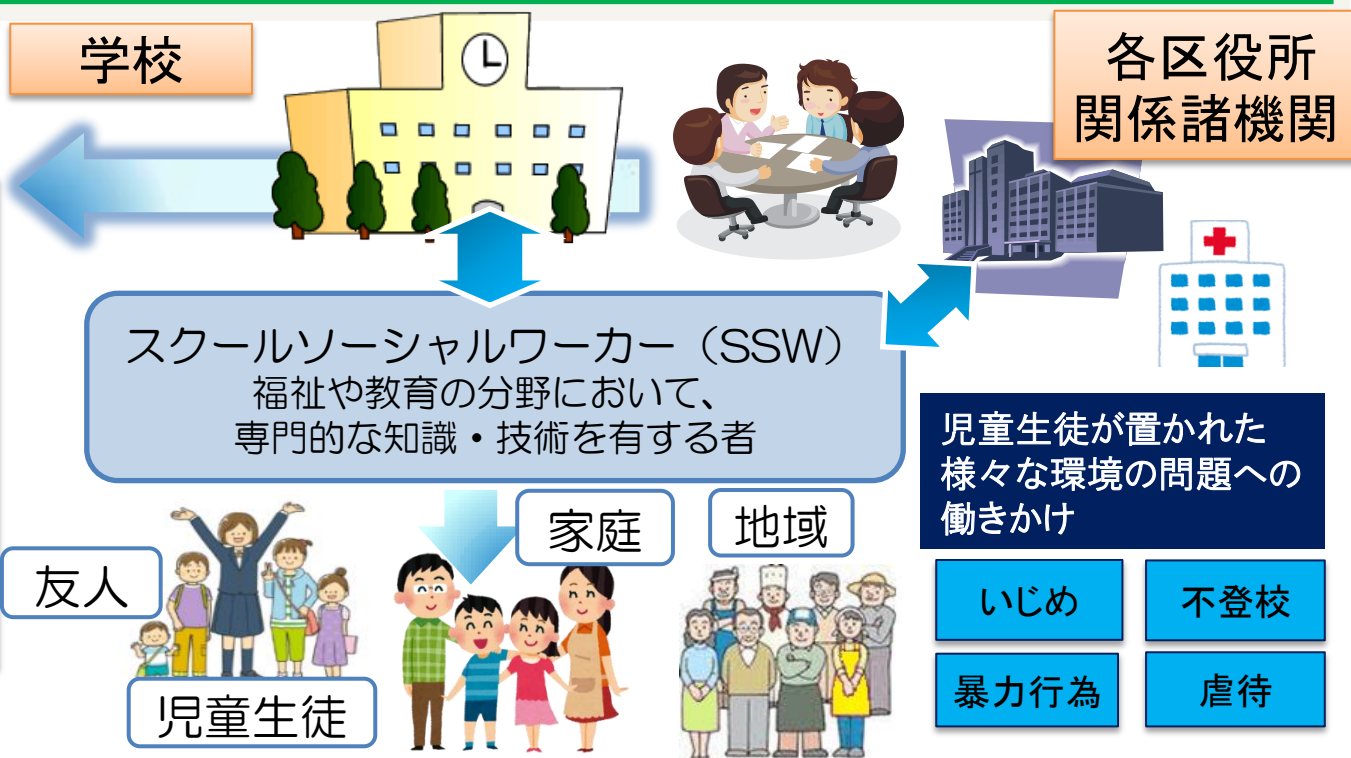 学校
各区役所
関係諸機関
スクールソーシャルワーカー（SSW）
福祉や教育の分野において、
専門的な知識・技術を有する者
児童生徒が置かれた
様々な環境の問題への
働きかけ
家庭
地域
友人
いじめ
不登校
児童生徒
暴力行為
虐待